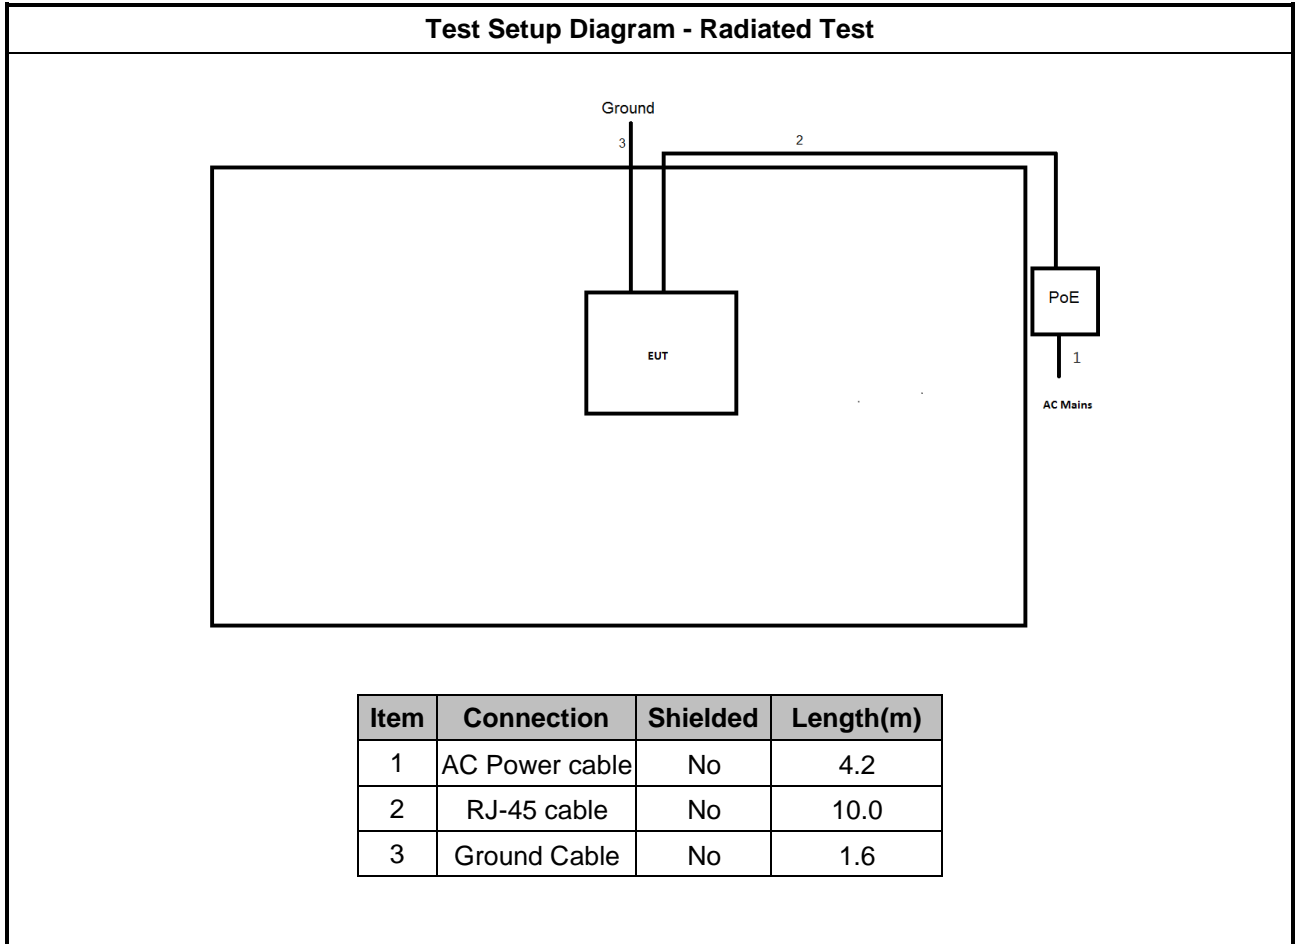 Test Setup Diagram - Radiated Test
Ground
3
2
PoE
EUT
1
AC Mains
Item Connection Shielded Length(m)
1 AC Power cable No 4.2
2 RJ-45 cable No 10.0
3 Ground Cable No 1.6